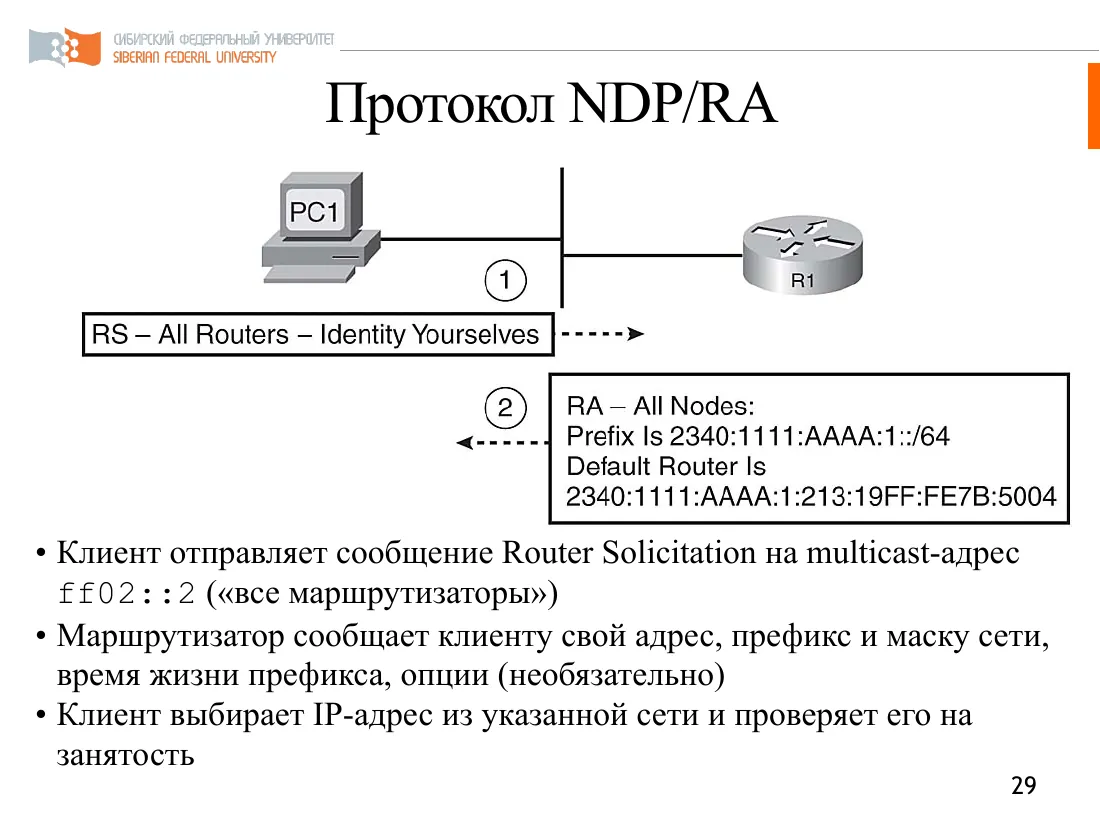 СИБИРСКИЙ ФЕДЕРАЛЬНЫЙ УНИВЕРСИТЕТ
SIBERIAN FEDERAL UNIVERSITY
Протокол NDP/RA
PC1
R1
1
RS – All Routers – Identity Yourselves
2
RA – All Nodes:
Prefix Is 2340:1111:AAAA:1::/64
Default Router Is
2340:1111:AAAA:1:213:19FF:FE7B:5004
• Клиент отправляет сообщение Router Solicitation на multicast-адрес
ff02::2 («все маршрутизаторы»)
• Маршрутизатор сообщает клиенту свой адрес, префикс и маску сети,
время жизни префикса, опции (необязательно)
• Клиент выбирает IP-адрес из указанной сети и проверяет его на
занятость
29